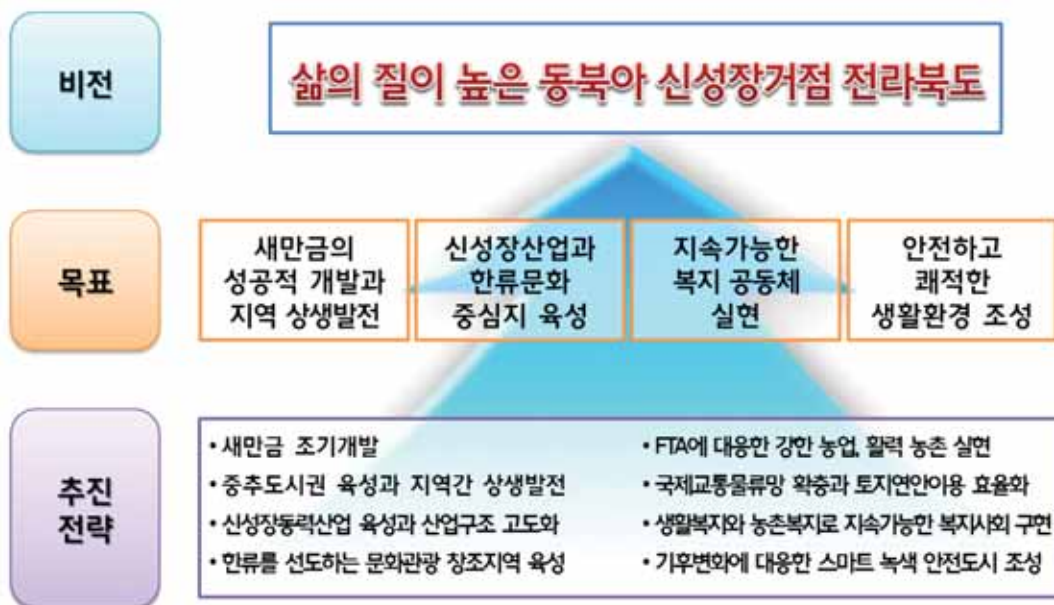 비전
삶의 질이 높은 동북아 신성장거점 전라북도
목표
새만금의
성공적 개발과
지역 상생발전
신성장산업과
한류문화
중심지 육성
지속가능한
복지 공동체
실현
안전하고
쾌적한
생활환경 조성
추진
전략
• 새만금 조기개발
• 중추도시권 육성과 지역간 상생발전
• 신성장동력산업 육성과 산업구조 고도화
• 한류를 선도하는 문화관광 창조지역 육성
• FTA에 대응한 강한 농업, 활력 농촌 실현
• 국제교통물류망 확충과 토지연안이용 효율화
• 생활복지와 농촌복지로 지속가능한 복지사회 구현
• 기후변화에 대응한 스마트 녹색 안전도시 조성